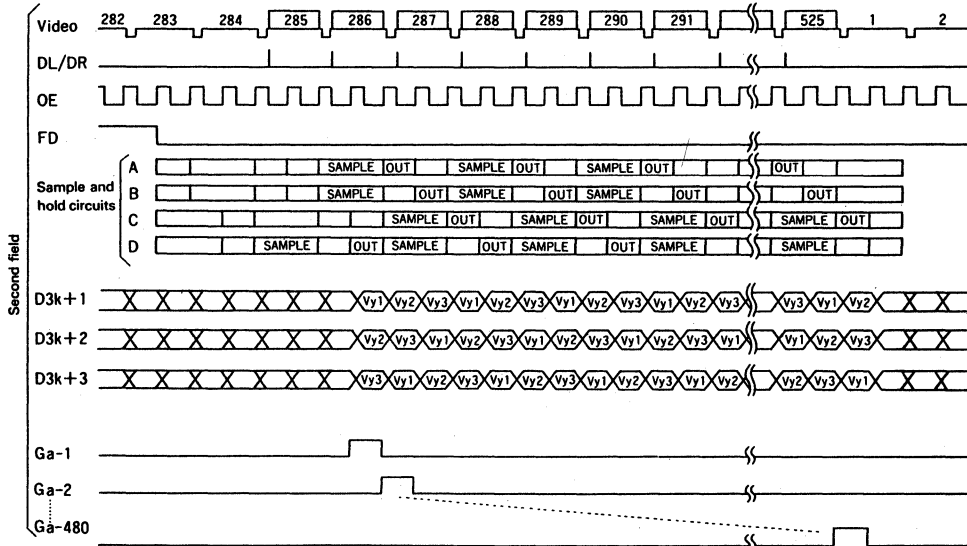 Second field
Video 282 283 284 285 286 287 288 289 290 291 525 1 2
DL/DR
OE
FD
Sample and
hold circuits
A SAMPLE OUT SAMPLE OUT SAMPLE OUT OUT
B SAMPLE OUT SAMPLE OUT SAMPLE OUT OUT
C SAMPLE OUT SAMPLE OUT SAMPLE OUT SAMPLE OUT
D SAMPLE OUT SAMPLE OUT SAMPLE OUT SAMPLE SAMPLE
D3k+1 Vy1 Vy2 Vy3 Vy1 Vy2 Vy3 Vy1 Vy2 Vy3 Vy1 Vy2 Vy3 Vy3 Vy1 Vy2
D3k+2 Vy2 Vy3 Vy1 Vy2 Vy3 Vy1 Vy2 Vy3 Vy1 Vy2 Vy3 Vy1 Vy1 Vy2 Vy3
D3k+3 Vy3 Vy1 Vy2 Vy3 Vy1 Vy2 Vy3 Vy1 Vy2 Vy3 Vy1 Vy2 Vy2 Vy3 Vy1
Ga-1
Ga-2
Ga-480